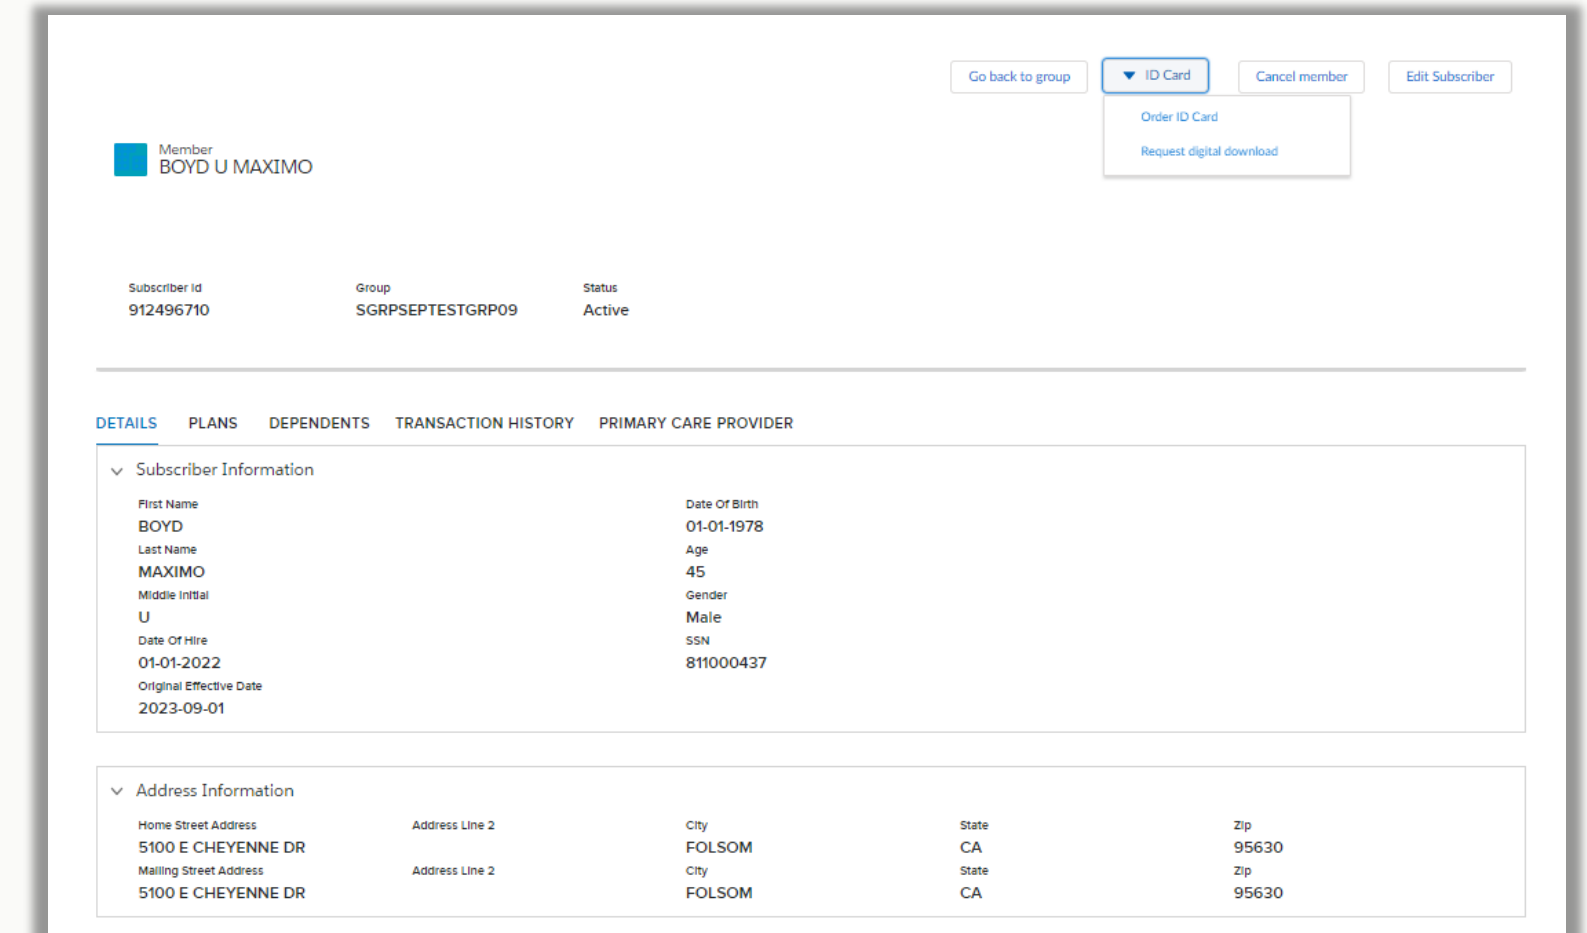 Go back to group ID Card Cancel member Edit Subscriber
Order ID Card
Request digital download
Member
BOYD U MAXIMO
Subscriber Id Group Status
912496710 SGRPSEPTESTGRP09 Active
DETAILS PLANS DEPENDENTS TRANSACTION HISTORY PRIMARY CARE PROVIDER
Subscriber Information
First Name Date Of Birth
BOYD 01-01-1978
Last Name Age
MAXIMO 45
Middle Initial Gender
U Male
Date Of Hire SSN
01-01-2022 811000437
Original Effective Date
2023-09-01
Address Information
Home Street Address Address Line 2 City State Zip
5100 E CHEYENNE DR FOLSOM CA 95630
Mailing Street Address Address Line 2 City State Zip
5100 E CHEYENNE DR FOLSOM CA 95630